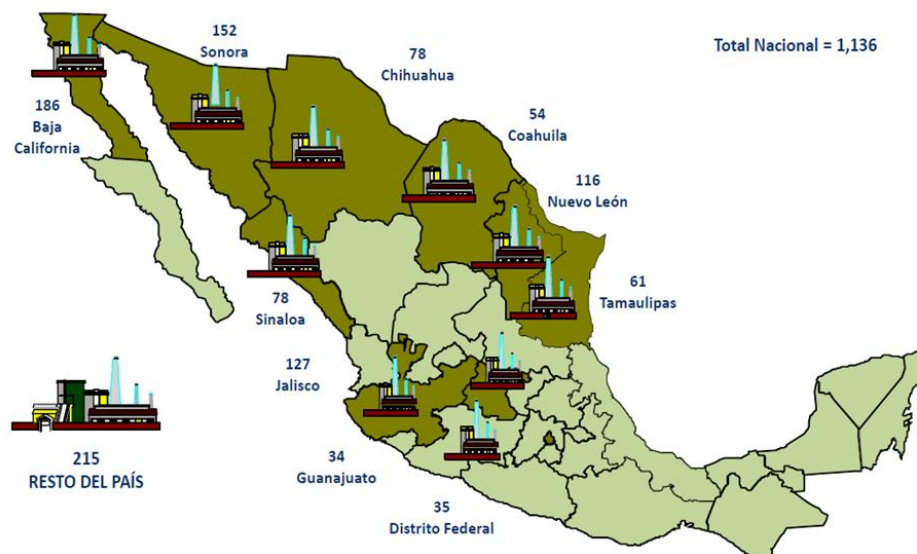 152
Sonora
78
Chihuahua
Total Nacional = 1,136
186
Baja
California
54
Coahuila
116
Nuevo León
61
Tamaulipas
78
Sinaloa
127
Jalisco
215
RESTO DEL PAÍS
34
Guanajuato
35
Distrito Federal